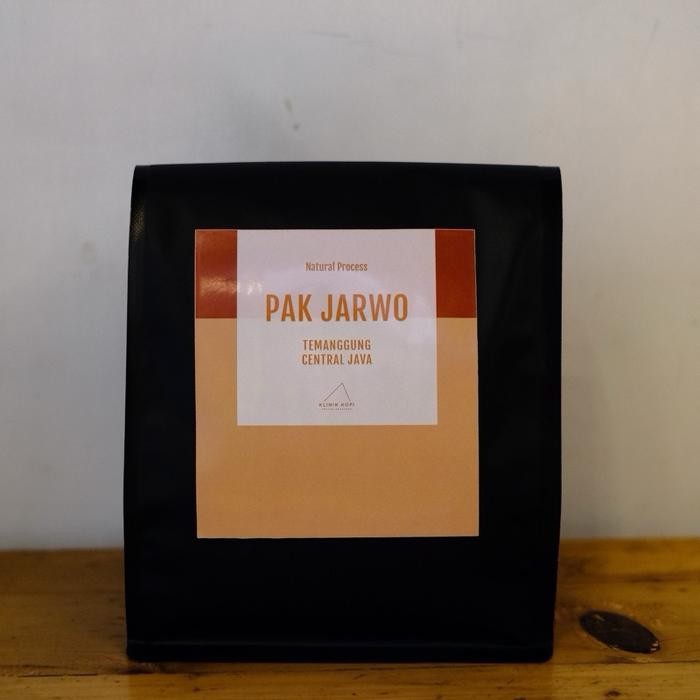 Natural Process
PAK JARWO
TEMANGGUNG
CENTRAL JAVA
KLINIK KOPI